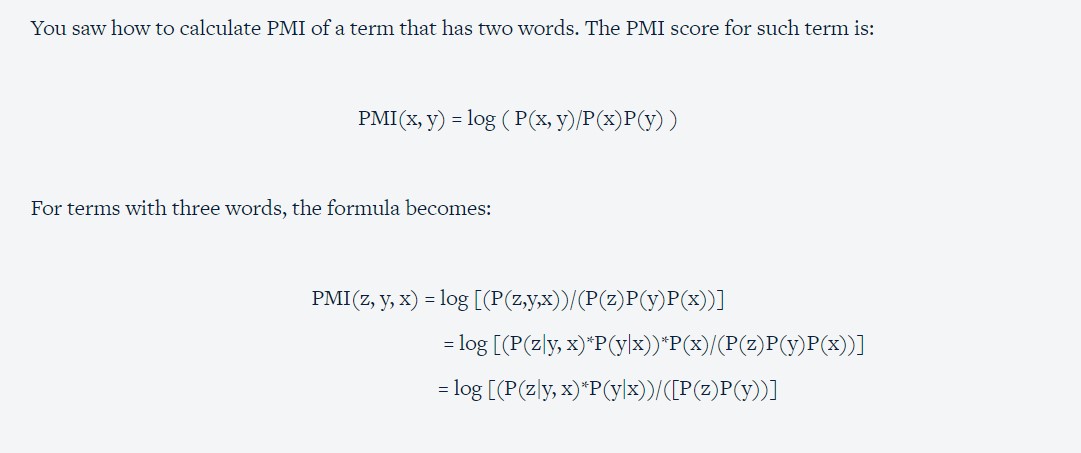 You saw how to calculate PMI of a term that has two words. The PMI score for such term is:
PMI(x, y) = log ( P(x, y)/P(x)P(y) )
For terms with three words, the formula becomes:
PMI(z, y, x) = log [(P(z,y,x))/(P(z)P(y)P(x))]
= log [(P(z|y, x)*P(y|x))*P(x)/(P(z)P(y)P(x))]
= log [(P(z|y, x)*P(y|x))/([P(z)P(y))]